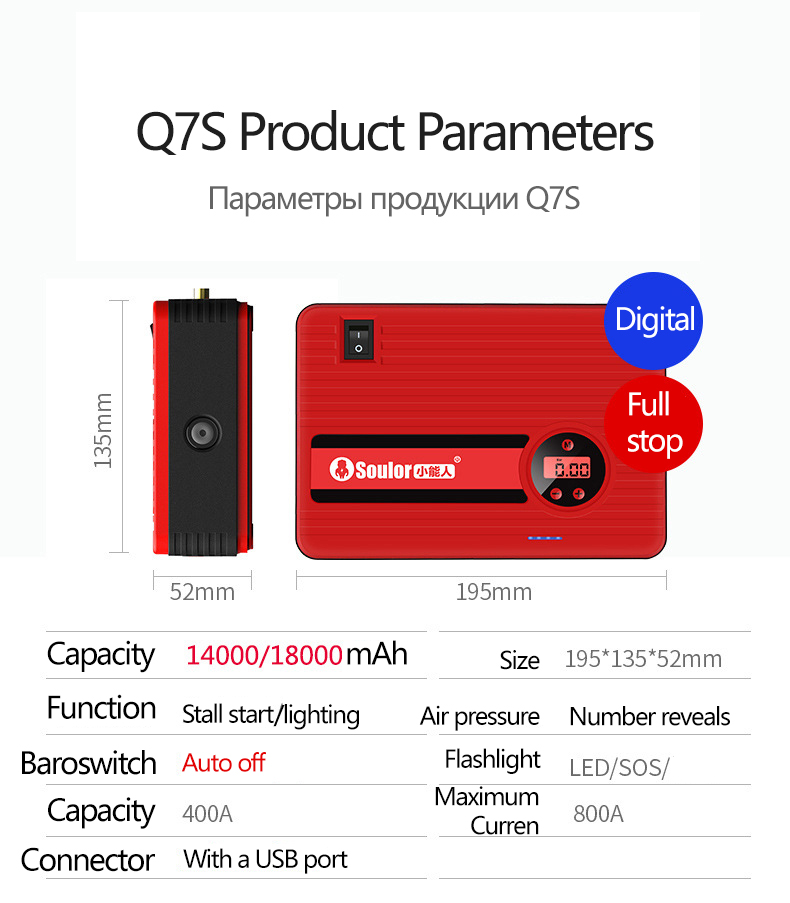 Q7S Product Parameters
Параметры продукции Q7S
Digital
Full
stop
135mm
Soulor小能人®
M
0.00
52mm
195mm
Capacity 14000/18000mAh
Size 195*135*52mm
Function Stall start/lighting
Air pressure Number reveals
Baroswitch Auto off
Flashlight LED/SOS/
Capacity 400A
Maximum
Curren 800A
Connector With a USB port